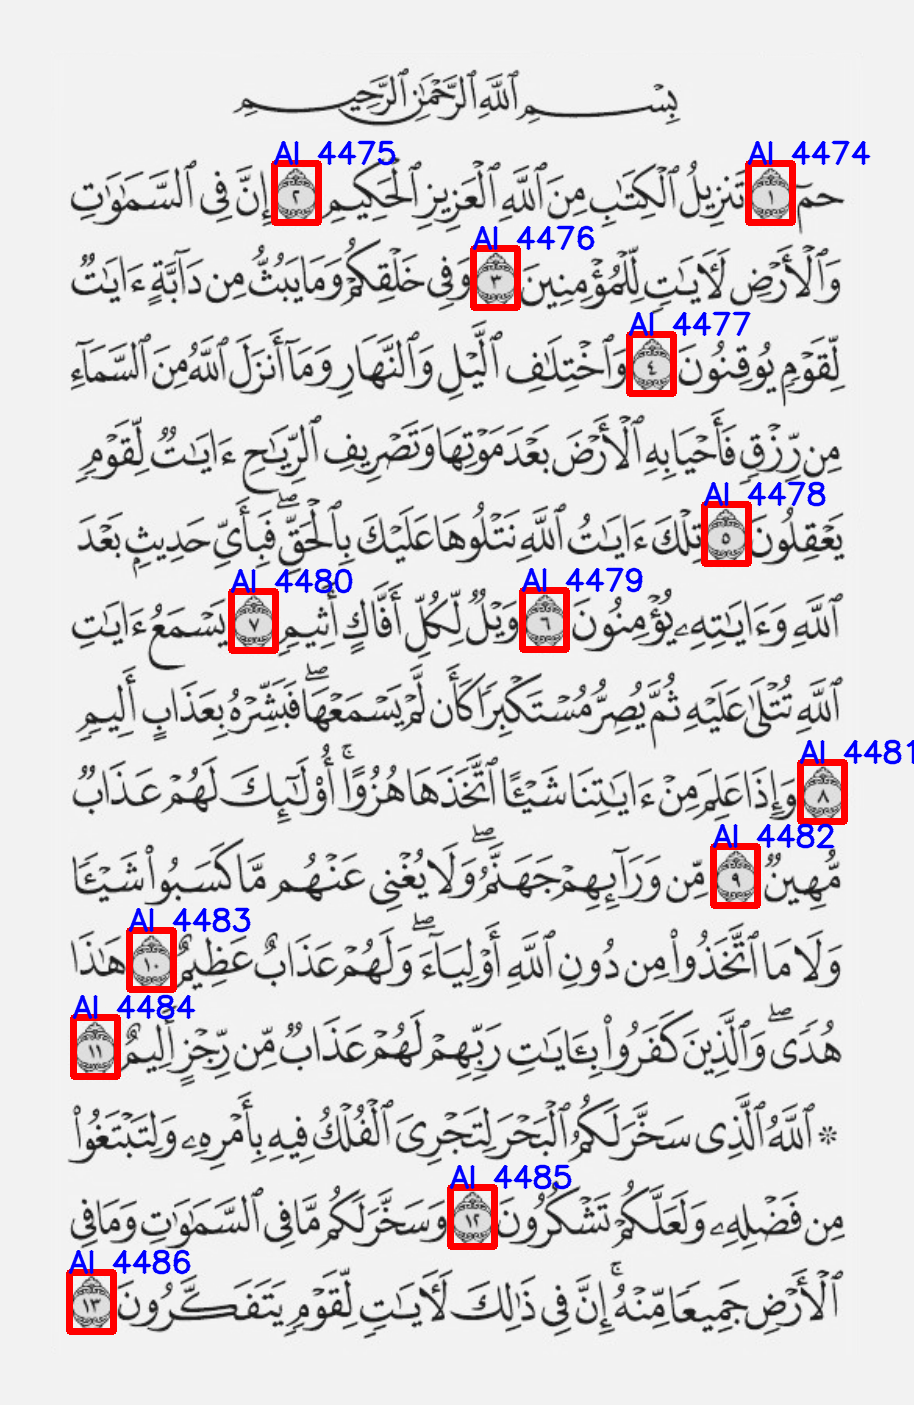 بِسْمِ ٱللَّهِ ٱلرَّحْمَٰنِ ٱلرَّحِيمِ
AI 4475 AI 4474
حمٓ ١ تَنزِيلُ ٱلْكِتَٰبِ مِنَ ٱللَّهِ ٱلْعَزِيزِ ٱلْحَكِيمِ ٢ إِنَّ فِى ٱلسَّمَٰوَٰتِ
AI 4476
وَٱلْأَرْضِ لَءَايَٰتٍ لِّلْمُؤْمِنِينَ ٣ وَفِى خَلْقِكُمْ وَمَا يَبُثُّ مِن دَآبَّةٍ ءَايَٰتٌ
AI 4477
لِّقَوْمٍ يُوقِنُونَ ٤ وَٱخْتِلَٰفِ ٱلَّيْلِ وَٱلنَّهَارِ وَمَآ أَنزَلَ ٱللَّهُ مِنَ ٱلسَّمَآءِ
مِن رِّزْقٍ فَأَحْيَا بِهِ ٱلْأَرْضَ بَعْدَ مَوْتِهَا وَتَصْرِيفِ ٱلرِّيَٰحِ ءَايَٰتٌ لِّقَوْمٍ
AI 4478
يَعْقِلُونَ ٥ تِلْكَ ءَايَٰتُ ٱللَّهِ نَتْلُوهَا عَلَيْكَ بِٱلْحَقِّ ۖ فَبِأَىِّ حَدِيثٍۭ بَعْدَ
AI 4480 AI 4479
ٱللَّهِ وَءَايَٰتِهِۦ يُؤْمِنُونَ ٦ وَيْلٌ لِّكُلِّ أَفَّاكٍ أَثِيمٍ ٧ يَسْمَعُ ءَايَٰتِ
ٱللَّهِ تُتْلَىٰ عَلَيْهِ ثُمَّ يُصِرُّ مُسْتَكْبِرًا كَأَن لَّمْ يَسْمَعْهَا ۖ فَبَشِّرْهُ بِعَذَابٍ أَلِيمٍ
AI 4481
٨ وَإِذَا عَلِمَ مِنْ ءَايَٰتِنَا شَيْـًٔا ٱتَّخَذَهَا هُزُوًا ۚ أُو۟لَٰٓئِكَ لَهُمْ عَذَابٌ
AI 4482
مُّهِينٌ ٩ مِّن وَرَآئِهِمْ جَهَنَّمُ ۖ وَلَا يُغْنِى عَنْهُم مَّا كَسَبُوا۟ شَيْـًٔا
AI 4483
وَلَا مَا ٱتَّخَذُوا۟ مِن دُونِ ٱللَّهِ أَوْلِيَآءَ ۖ وَلَهُمْ عَذَابٌ عَظِيمٌ ١٠ هَٰذَا
AI 4484
هُدًى ۖ وَٱلَّذِينَ كَفَرُوا۟ بِـَٔايَٰتِ رَبِّهِمْ لَهُمْ عَذَابٌ مِّن رِّجْزٍ أَلِيمٌ ١١
۞ ٱللَّهُ ٱلَّذِى سَخَّرَ لَكُمُ ٱلْبَحْرَ لِتَجْرِىَ ٱلْفُلْكُ فِيهِ بِأَمْرِهِۦ وَلِتَبْتَغُوا۟
AI 4485
مِن فَضْلِهِۦ وَلَعَلَّكُمْ تَشْكُرُونَ ١٢ وَسَخَّرَ لَكُم مَّا فِى ٱلسَّمَٰوَٰتِ وَمَا فِى
AI 4486
ٱلْأَرْضِ جَمِيعًا مِّنْهُ ۚ إِنَّ فِى ذَٰلِكَ لَءَايَٰتٍ لِّقَوْمٍ يَتَفَكَّرُونَ ١٣